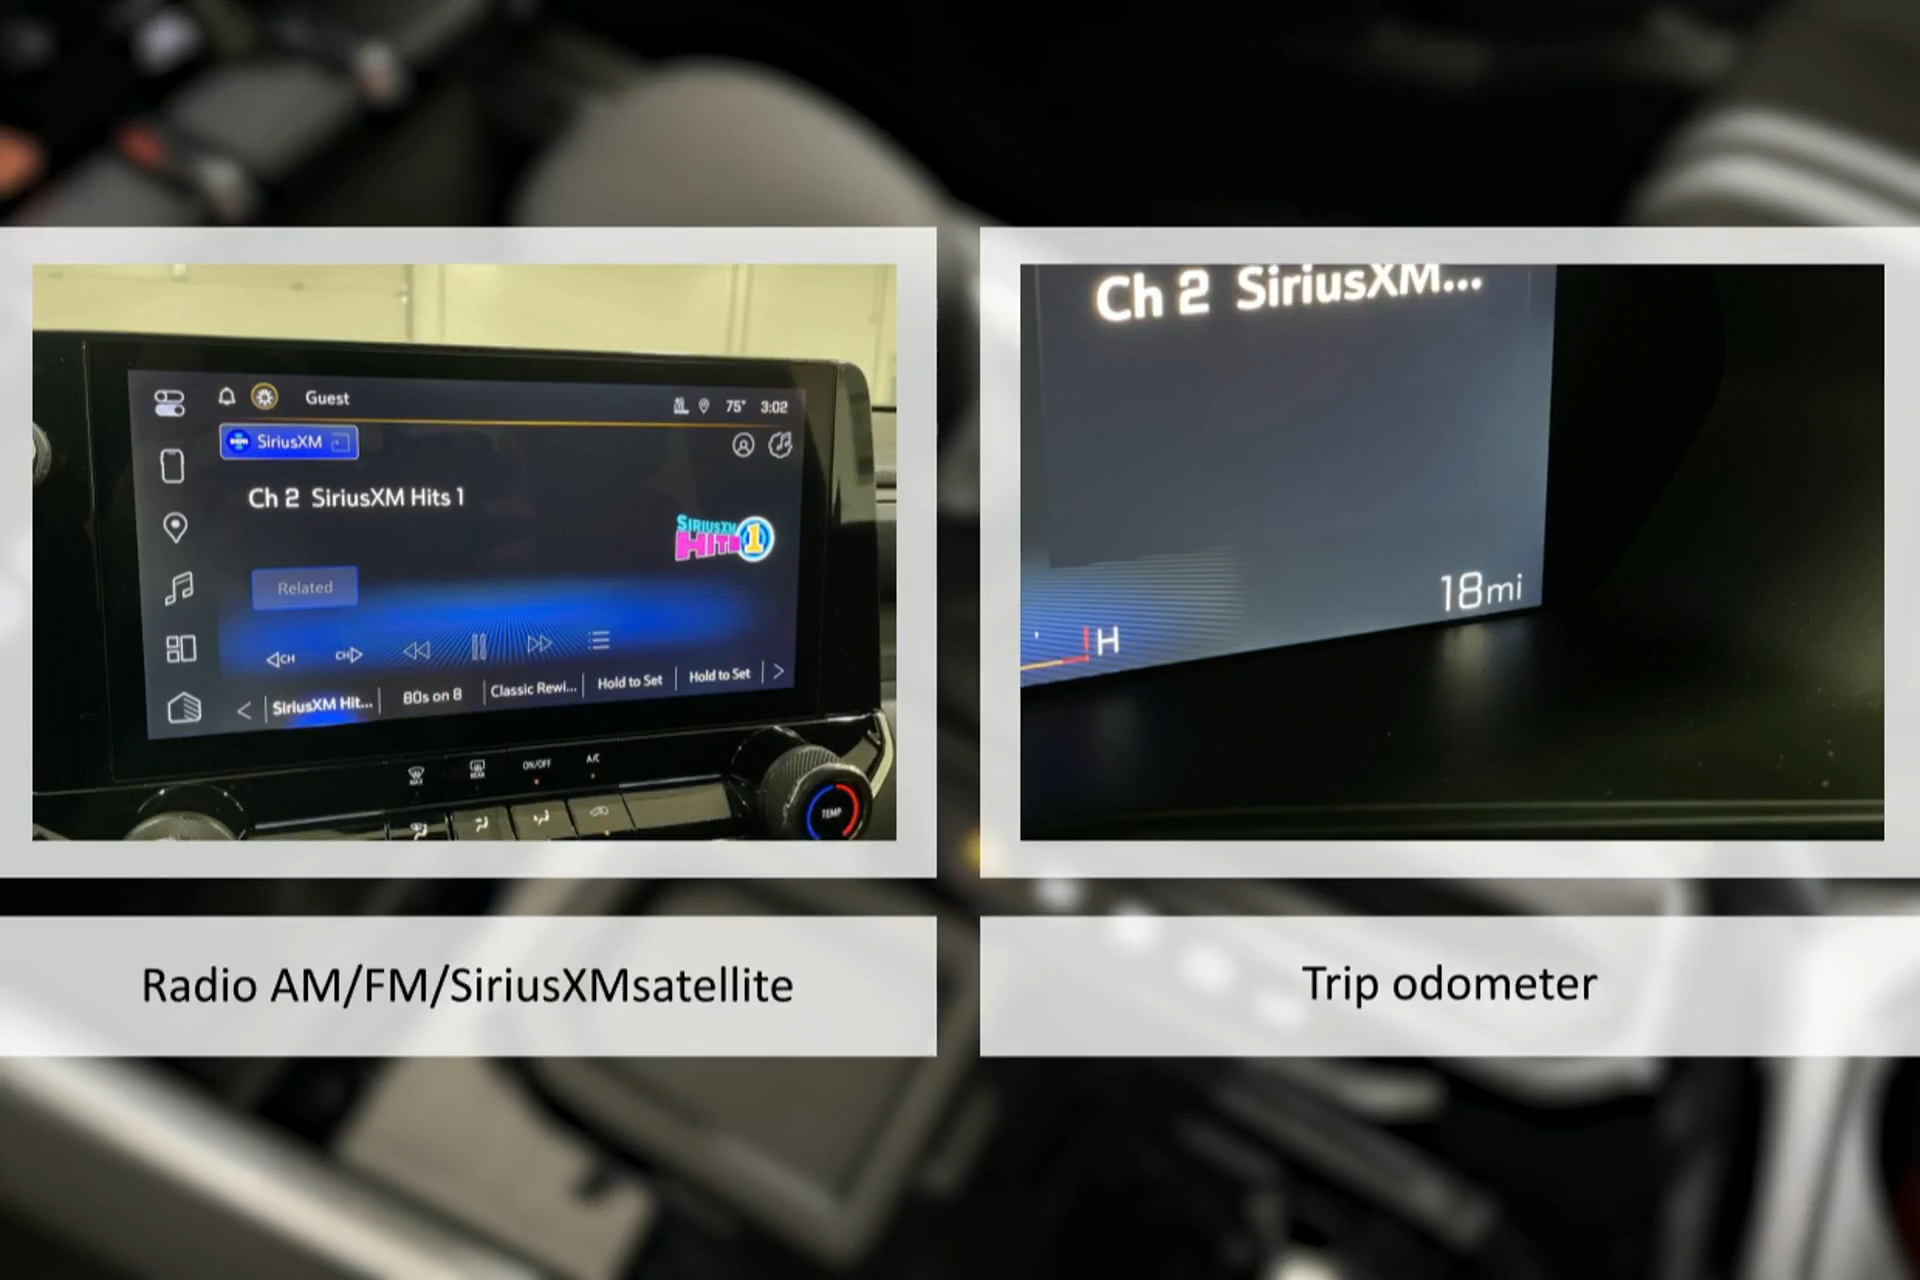 Guest
75° 3:02
SiriusXM
Ch 2 SiriusXM Hits 1
SIRIUSXM
HITS 1
Related
CH
CH
SiriusXM Hit...
80s on 8
Classic Rewi...
Hold to Set
Hold to Set
MAX
REAR
ON/OFF
A/C
TEMP
Ch 2 SiriusXM...
18mi
H
Radio AM/FM/SiriusXMsatellite
Trip odometer